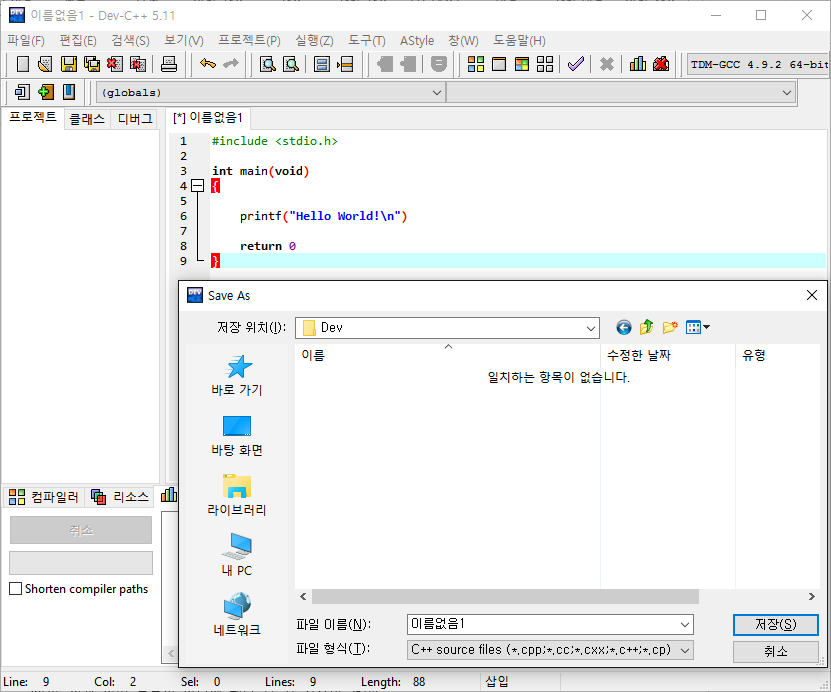 이름없음1 - Dev-C++ 5.11
파일(F) 편집(E) 검색(S) 보기(V) 프로젝트(P) 실행(Z) 도구(T) AStyle 창(W) 도움말(H)
TDM-GCC 4.9.2 64-bit
(globals)
프로젝트 클래스 디버그 [*] 이름없음1
1 #include <stdio.h>
2
3 int main(void)
4 {
5
6 printf("Hello World!\n")
7
8 return 0
9 }
Save As
저장 위치(I): Dev
이름 수정한 날짜 유형
일치하는 항목이 없습니다.
바로 가기
바탕 화면
라이브러리
내 PC
네트워크
컴파일러 리소스
취소
Shorten compiler paths
파일 이름(N): 이름없음1 저장(S)
파일 형식(T): C++ source files (*.cpp;*.cc;*.cxx;*.c++;*.cp) 취소
Line: 9 Col: 2 Sel: 0 Lines: 9 Length: 88 삽입